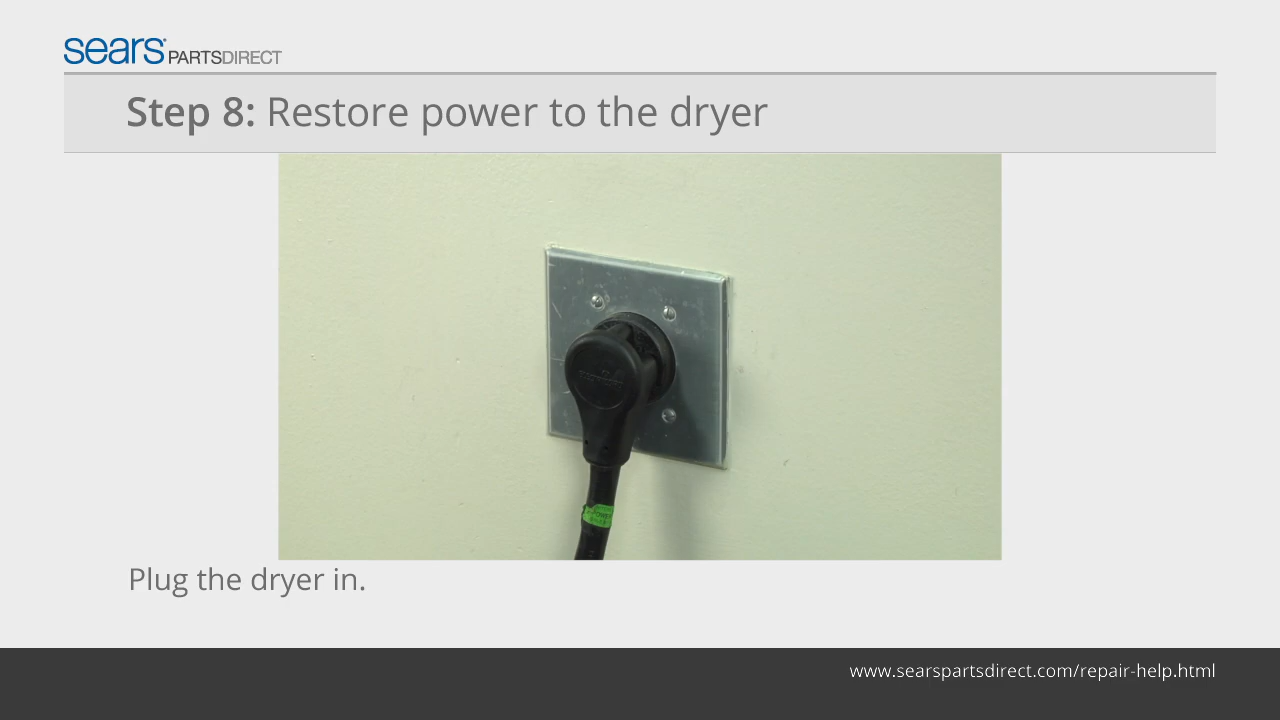 sears PARTSDIRECT
Step 8: Restore power to the dryer
Plug the dryer in.
www.searspartsdirect.com/repair-help.html